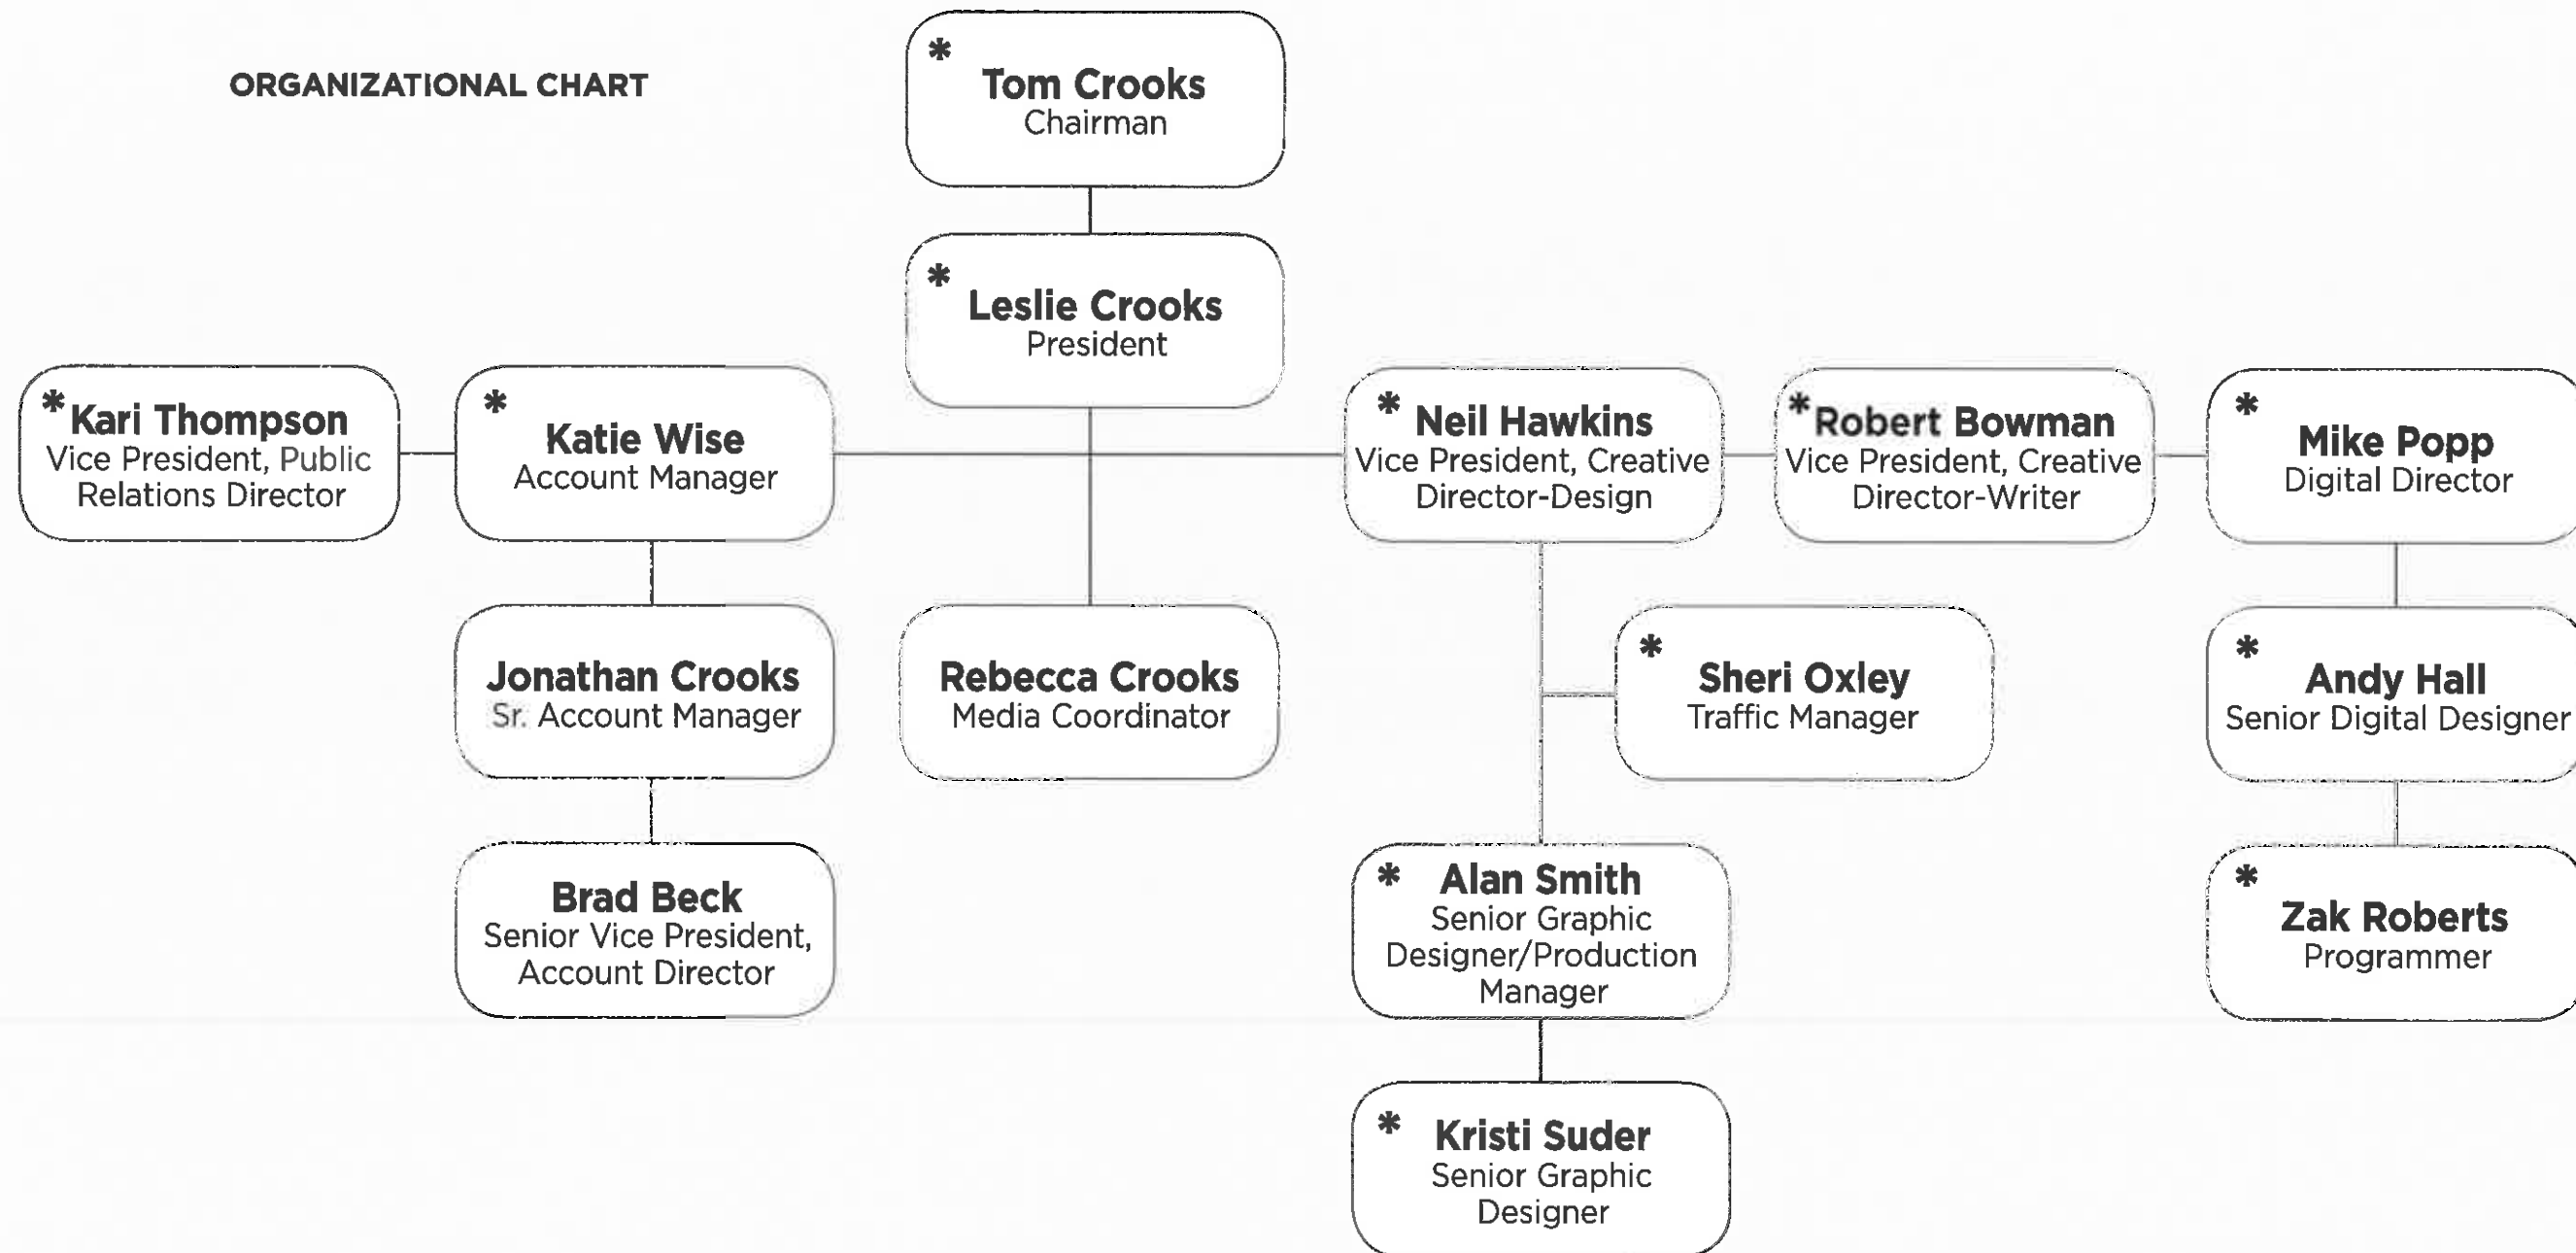 ORGANIZATIONAL CHART
*
Tom Crooks
Chairman
*
Leslie Crooks
President
*
Kari Thompson
Vice President, Public
Relations Director
*
Katie Wise
Account Manager
*
Neil Hawkins
Vice President, Creative
Director-Design
*
Robert Bowman
Vice President, Creative
Director-Writer
*
Mike Popp
Digital Director
Jonathan Crooks
Sr. Account Manager
Rebecca Crooks
Media Coordinator
*
Sheri Oxley
Traffic Manager
*
Andy Hall
Senior Digital Designer
Brad Beck
Senior Vice President,
Account Director
*
Alan Smith
Senior Graphic
Designer/Production
Manager
*
Zak Roberts
Programmer
*
Kristi Suder
Senior Graphic
Designer